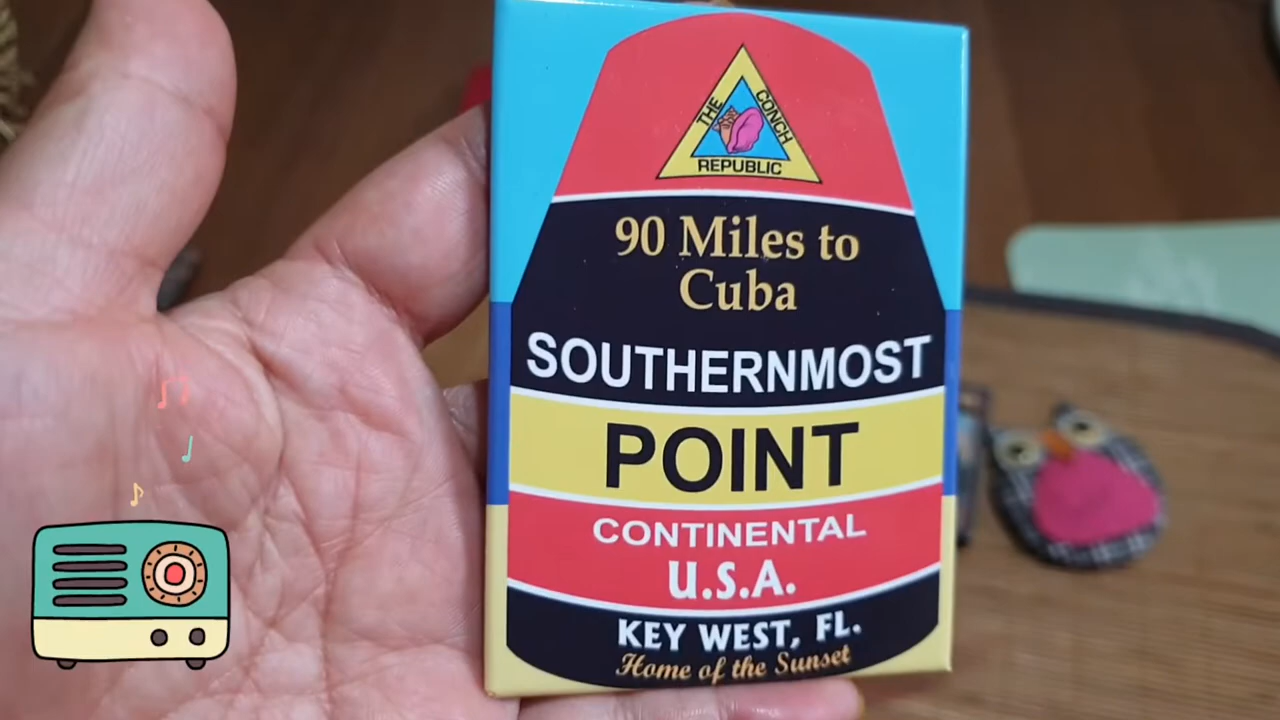 THE CONCH
REPUBLIC
90 Miles to
Cuba
SOUTHERNMOST
POINT
CONTINENTAL
U.S.A.
KEY WEST, FL.
Home of the Sunset